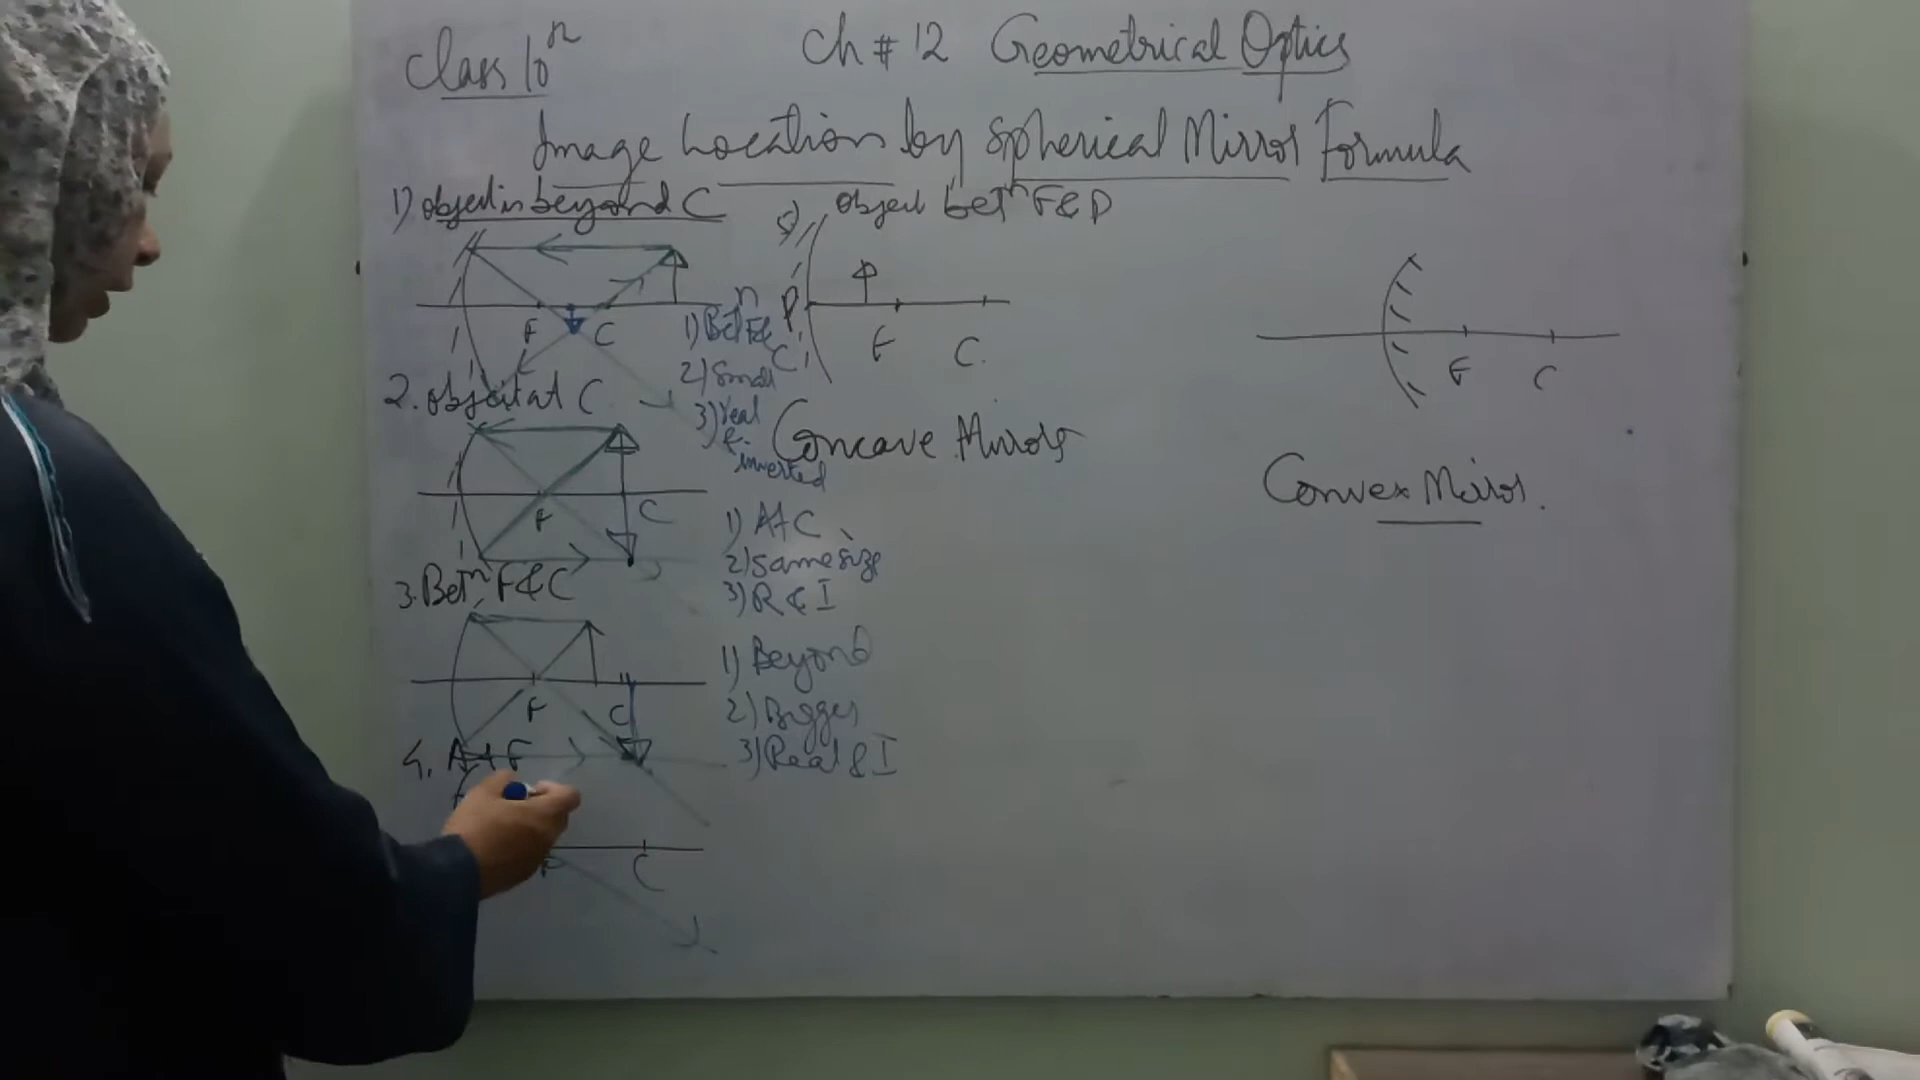 Class 10th
Ch # 12 Geometrical Optics
Image Location by Spherical Mirror Formula
1) object is beyond C
F C
1) Betn F&
C
2) Small
3) real
&
inverted
2. object at C
F C
1) At C
2) Same size
3) R & I
3. Betn F&C
F C
1) Beyond
2) Bigger
3) Real & I
4. At F
F C
5) object betn F&P
P F C
Concave Mirror
F C
Convex Mirror.